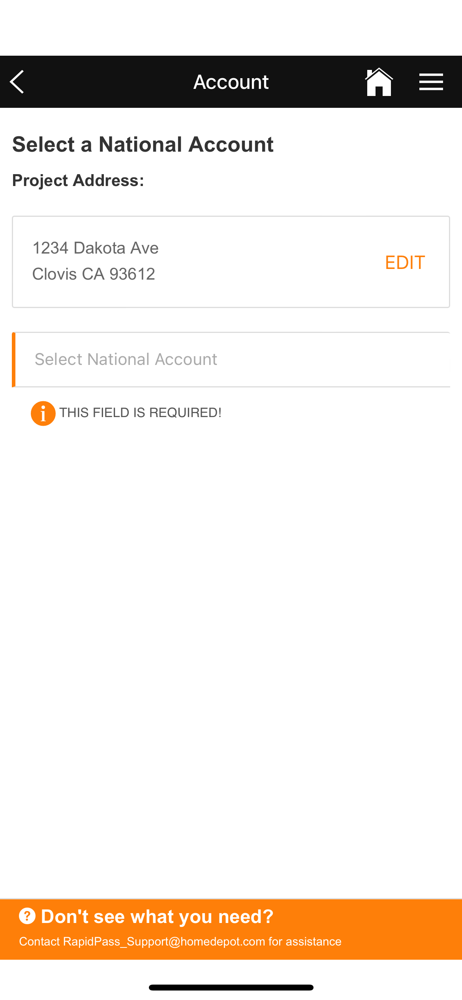 Account
Select a National Account
Project Address:
1234 Dakota Ave
Clovis CA 93612
EDIT
Select National Account
i THIS FIELD IS REQUIRED!
? Don't see what you need?
Contact RapidPass_Support@homedepot.com for assistance